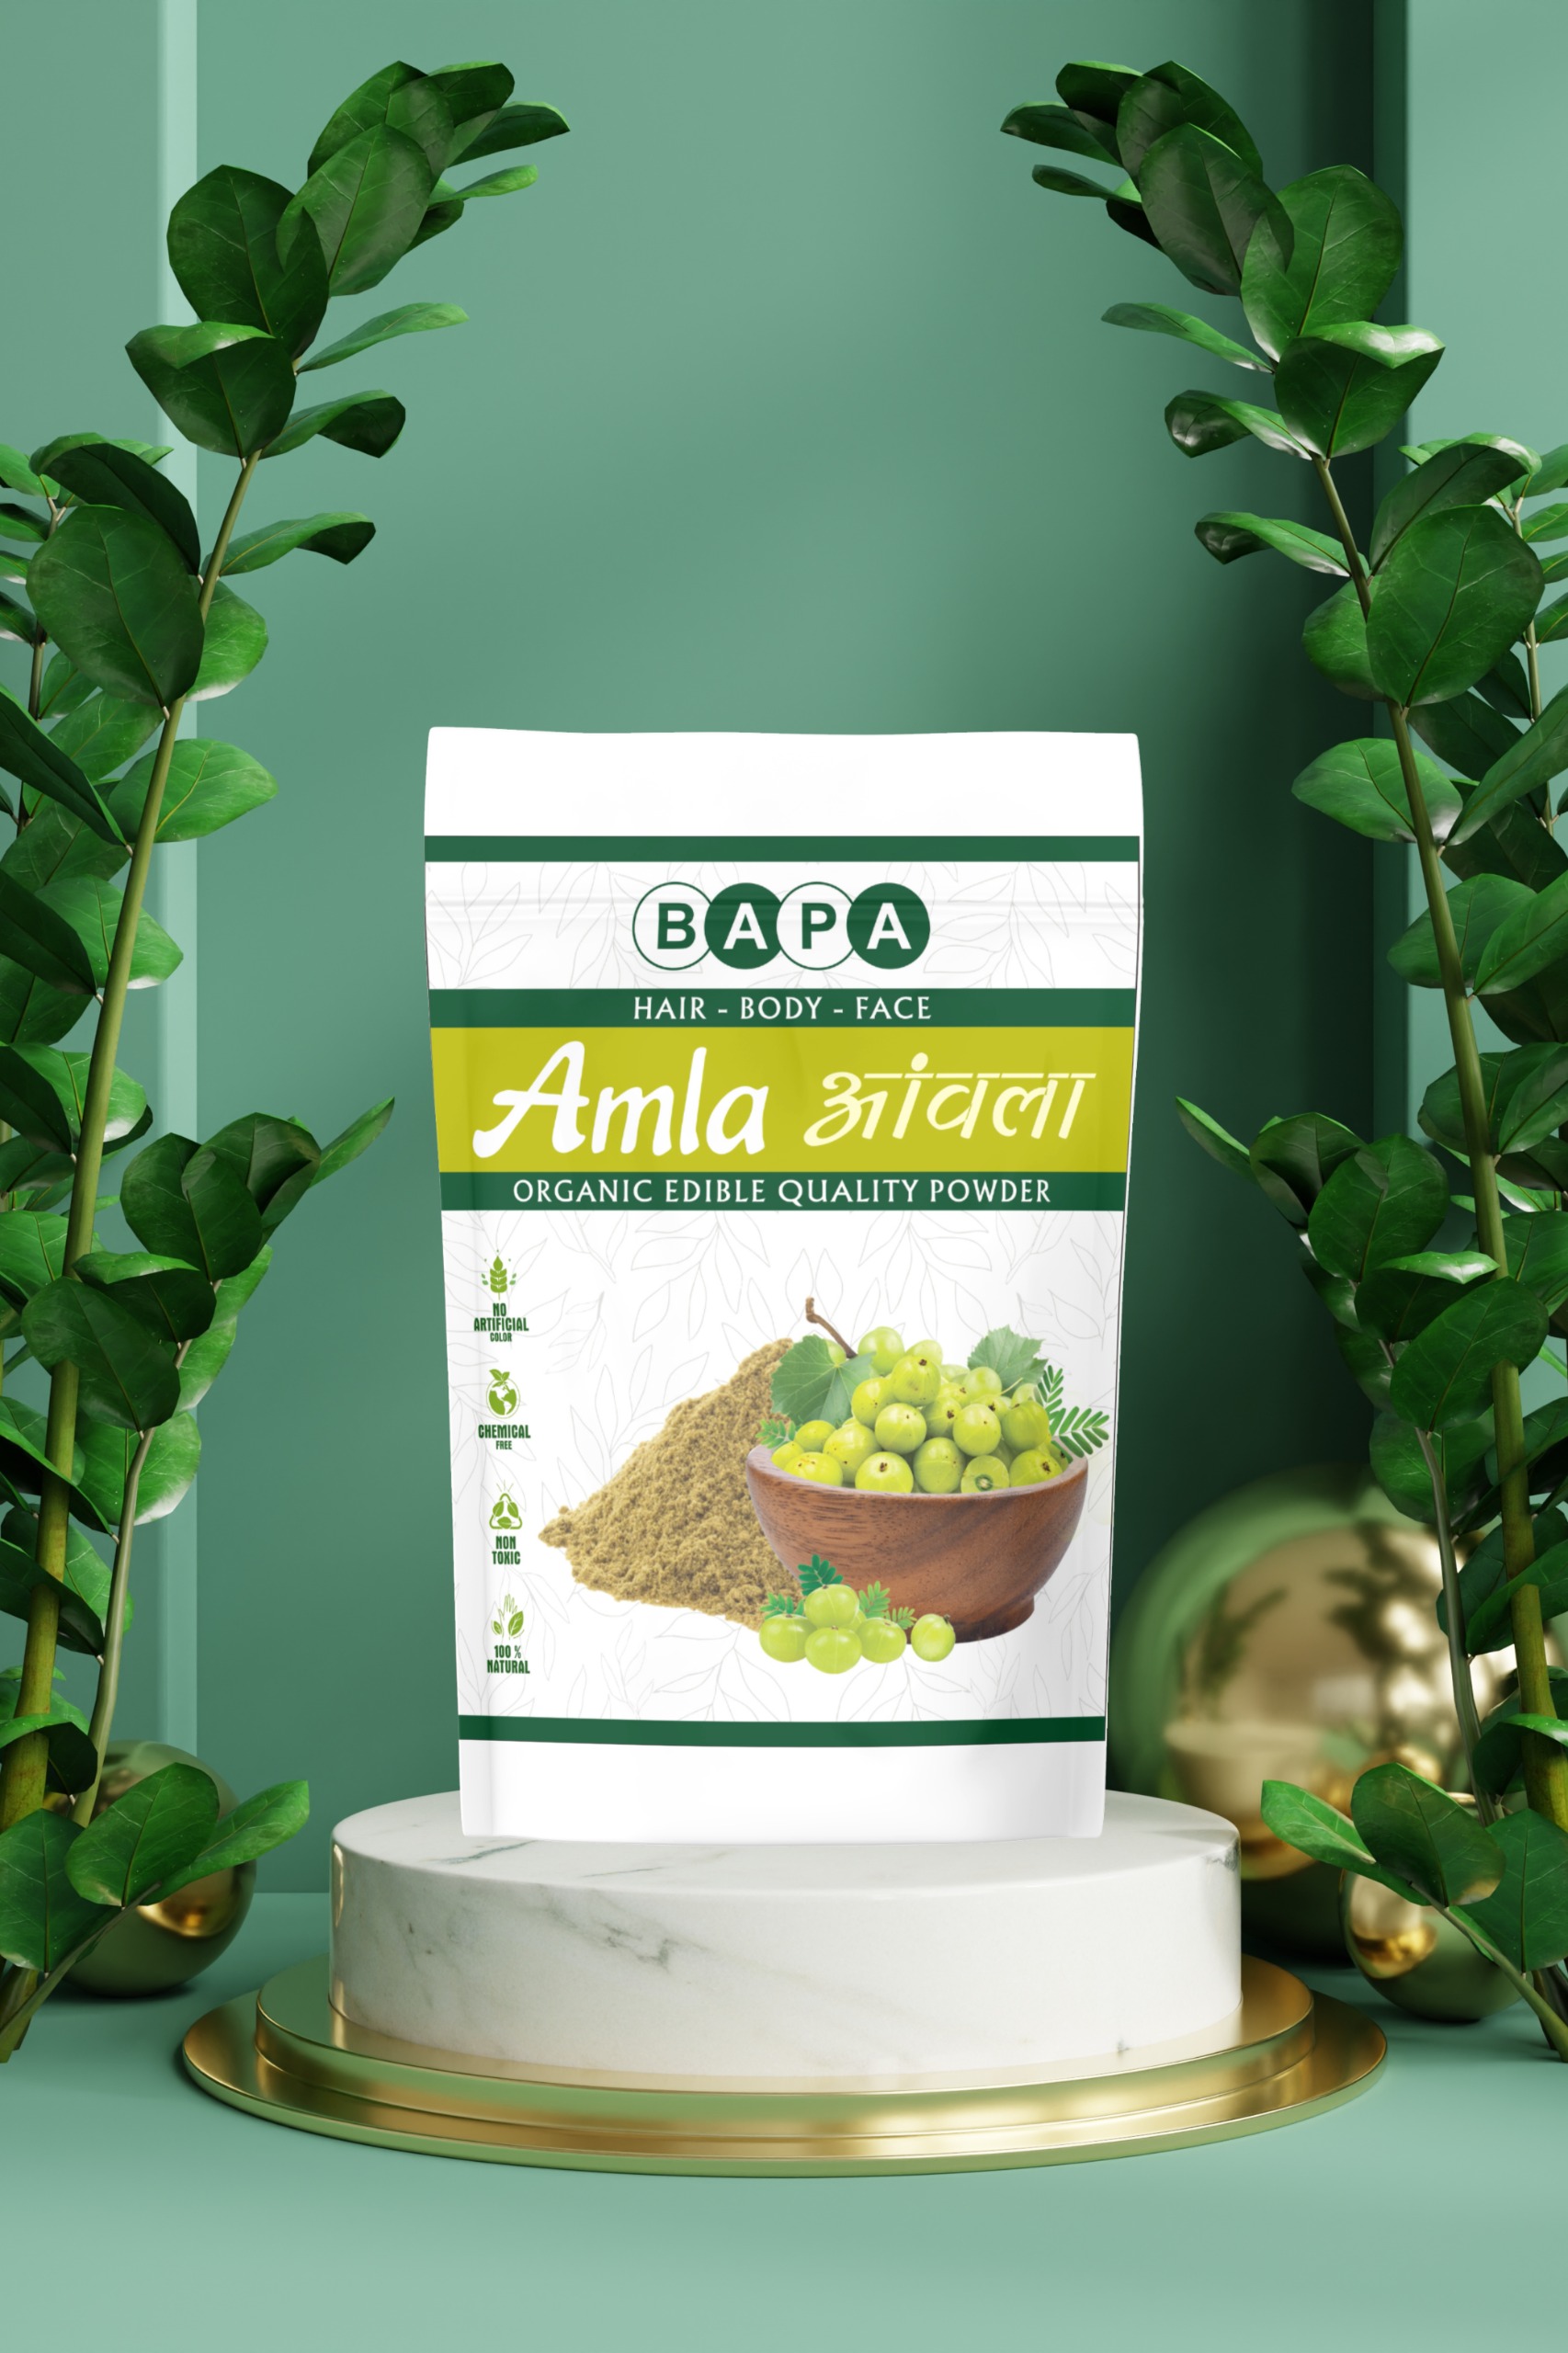 BAPA
HAIR - BODY - FACE
Amla आंवला
ORGANIC EDIBLE QUALITY POWDER
NO
ARTIFICIAL
COLOR
CHEMICAL
FREE
NON
TOXIC
100 %
NATURAL